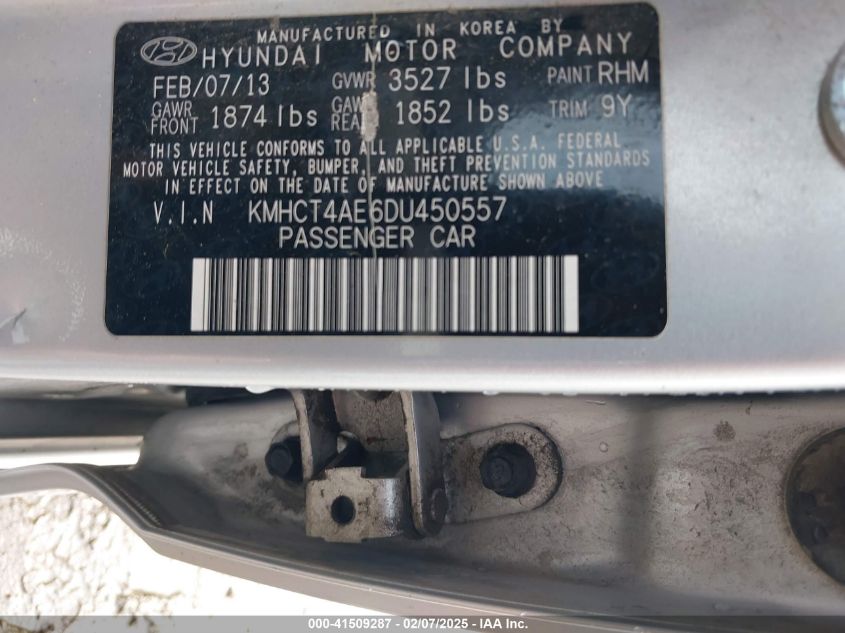 MANUFACTURED IN KOREA BY
HYUNDAI MOTOR COMPANY
FEB/07/13 GVWR 3527 lbs PAINT RHM
GAWR FRONT 1874 lbs GAWR REAR 1852 lbs TRIM 9Y
THIS VEHICLE CONFORMS TO ALL APPLICABLE U.S.A. FEDERAL
MOTOR VEHICLE SAFETY, BUMPER, AND THEFT PREVENTION STANDARDS
IN EFFECT ON THE DATE OF MANUFACTURE SHOWN ABOVE
V.I.N KMHCT4AE6DU450557
PASSENGER CAR
000-41509287 - 02/07/2025 - IAA Inc.